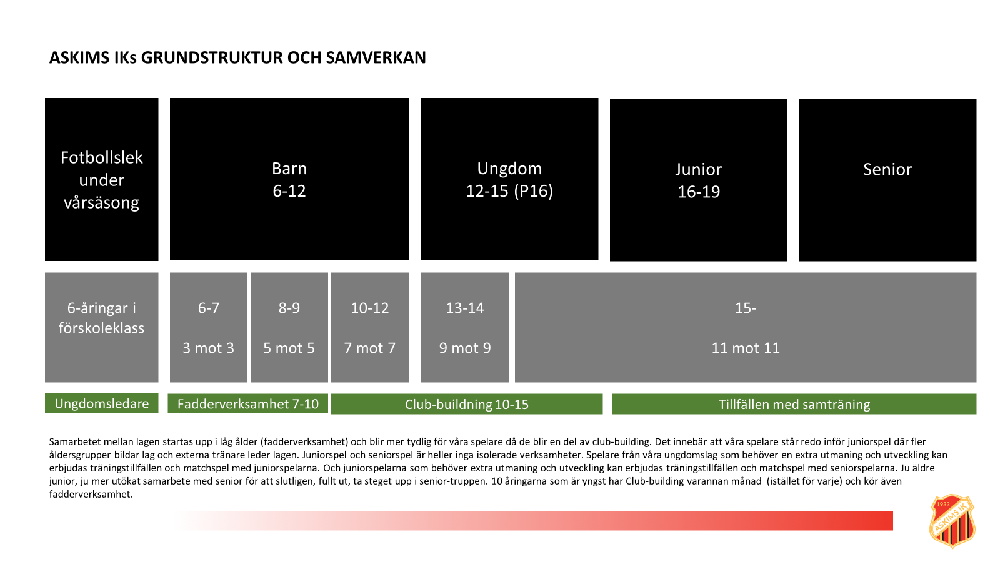 ASKIMS IKs GRUNDSTRUKTUR OCH SAMVERKAN
Fotbollslek
under
vårsäsong
Barn
6-12
Ungdom
12-15 (P16)
Junior
16-19
Senior
6-åringar i
förskoleklass
6-7
3 mot 3
8-9
5 mot 5
10-12
7 mot 7
13-14
9 mot 9
15-
11 mot 11
Ungdomsledare
Fadderverksamhet 7-10
Club-buildning 10-15
Tillfällen med samträning
Samarbetet mellan lagen startas upp i låg ålder (fadderverksamhet) och blir mer tydlig för våra spelare då de blir en del av club-building. Det innebär att våra spelare står redo inför juniorspel där fler
åldersgrupper bildar lag och externa tränare leder lagen. Juniorspel och seniorspel är heller inga isolerade verksamheter. Spelare från våra ungdomslag som behöver en extra utmaning och utveckling kan
erbjudas träningstillfällen och matchspel med juniorspelarna. Och juniorspelarna som behöver extra utmaning och utveckling kan erbjudas träningstillfällen och matchspel med seniorspelarna. Ju äldre
junior, ju mer utökat samarbete med senior för att slutligen, fullt ut, ta steget upp i senior-truppen. 10 åringarna som är yngst har Club-building varannan månad (istället för varje) och kör även
fadderverksamhet.
1933
ASKIMS IK